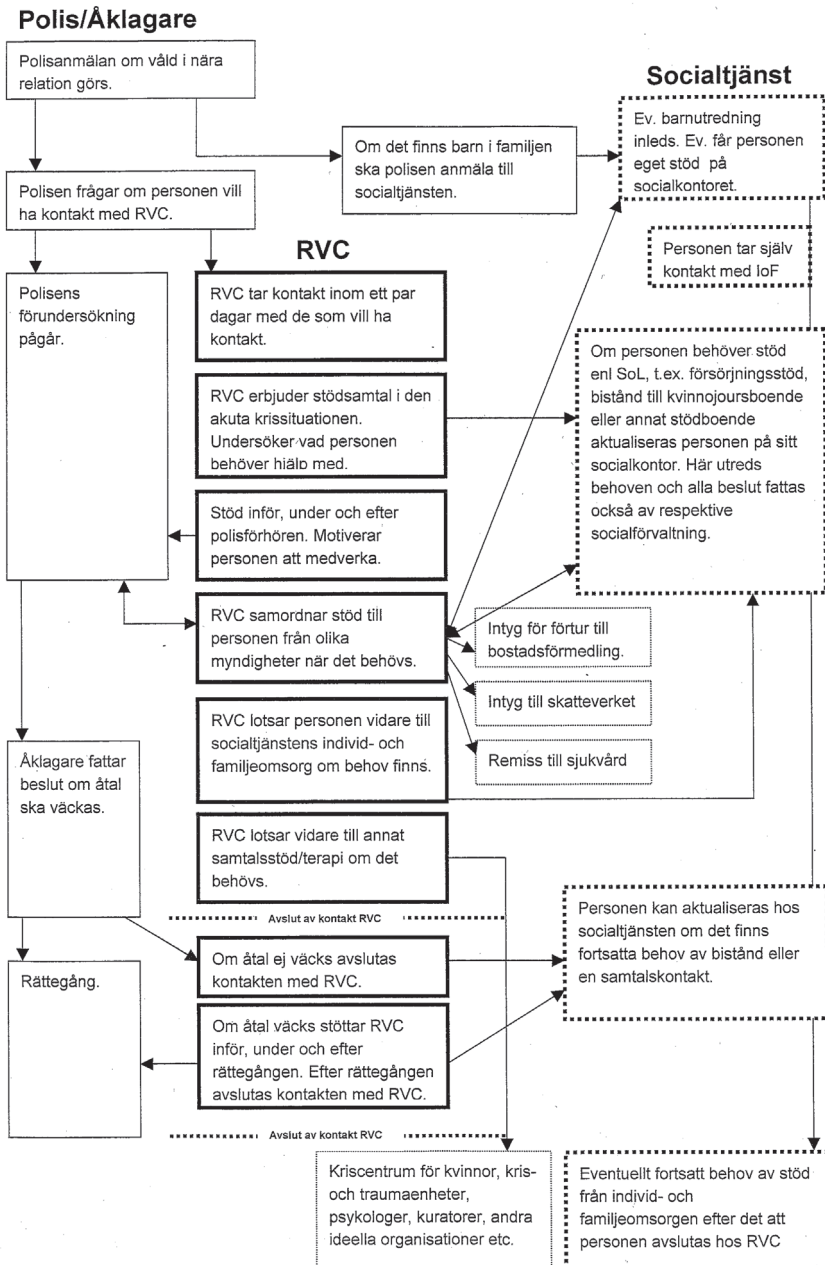 Polis/Åklagare
Polisanmälan om våld i nära
relation görs.
Socialtjänst
Ev. barnutredning
inleds. Ev. får personen
eget stöd på
socialkontoret.
Om det finns barn i familjen
ska polisen anmäla till
socialtjänsten.
Polisen frågar om personen vill
ha kontakt med RVC.
RVC
Personen tar själv
kontakt med IoF
Polisens
förundersökning
pågår.
RVC tar kontakt inom ett par
dagar med de som vill ha
kontakt.
Om personen behöver stöd
enl SoL, t.ex. försörjningsstöd,
bistånd till kvinnojoursboende
eller annat stödboende
aktualiseras personen på sitt
socialkontor. Här utreds
behoven och alla beslut fattas
också av respektive
socialförvaltning.
RVC erbjuder stödsamtal i den
akuta krissituationen.
Undersöker vad personen
behöver hjälp med.
Stöd inför, under och efter
polisförhören. Motiverar
personen att medverka.
RVC samordnar stöd till
personen från olika
myndigheter när det behövs.
Intyg för förtur till
bostadsförmedling.
Intyg till skatteverket
Remiss till sjukvård
RVC lotsar personen vidare till
socialtjänstens individ- och
familjeomsorg om behov finns.
Åklagare fattar
beslut om åtal
ska väckas.
RVC lotsar vidare till annat
samtalsstöd/terapi om det
behövs.
Avslut av kontakt RVC
Personen kan aktualiseras hos
socialtjänsten om det finns
fortsatta behov av bistånd eller
en samtalskontakt.
Om åtal ej väcks avslutas
kontakten med RVC.
Rättegång.
Om åtal väcks stöttar RVC
inför, under och efter
rättegången. Efter rättegången
avslutas kontakten med RVC.
Avslut av kontakt RVC
Kriscentrum för kvinnor, kris-
och traumaenheter,
psykologer, kuratorer, andra
ideella organisationer etc.
Eventuellt fortsatt behov av stöd
från individ- och
familjeomsorgen efter det att
personen avslutas hos RVC